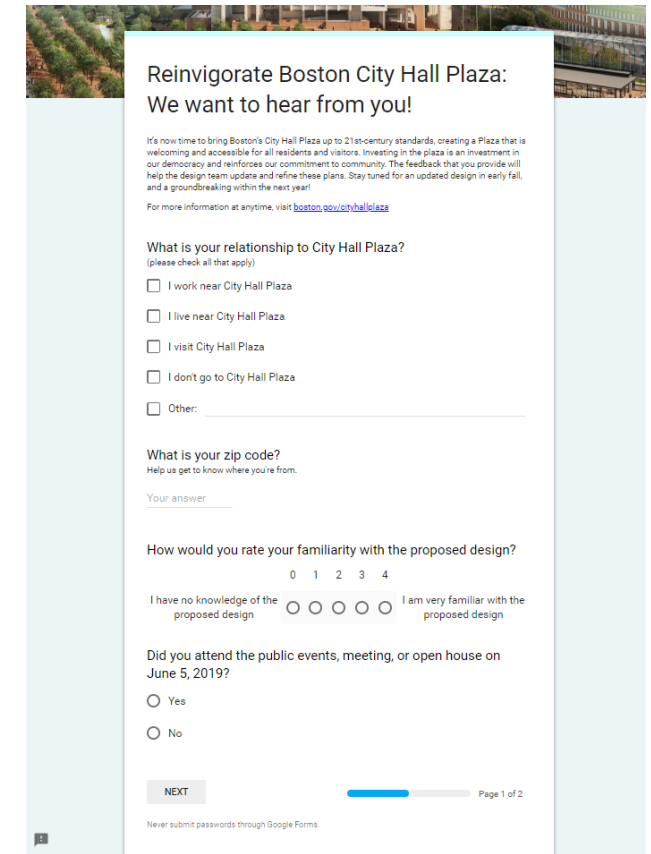 Reinvigorate Boston City Hall Plaza:
We want to hear from you!
It's now time to bring Boston's City Hall Plaza up to 21st-century standards, creating a Plaza that is
welcoming and accessible for all residents and visitors. Investing in the plaza is an investment in
our democracy and reinforces our commitment to community. The feedback that you provide will
help the design team update and refine these plans. Stay tuned for an updated design in early fall,
and a groundbreaking within the next year!
For more information at anytime, visit boston.gov/cityhallplaza
What is your relationship to City Hall Plaza?
(please check all that apply)
I work near City Hall Plaza
I live near City Hall Plaza
I visit City Hall Plaza
I don't go to City Hall Plaza
Other:
What is your zip code?
Help us get to know where you're from.
Your answer
How would you rate your familiarity with the proposed design?
0 1 2 3 4
I have no knowledge of the
proposed design
I am very familiar with the
proposed design
Did you attend the public events, meeting, or open house on
June 5, 2019?
Yes
No
NEXT
Page 1 of 2
Never submit passwords through Google Forms.